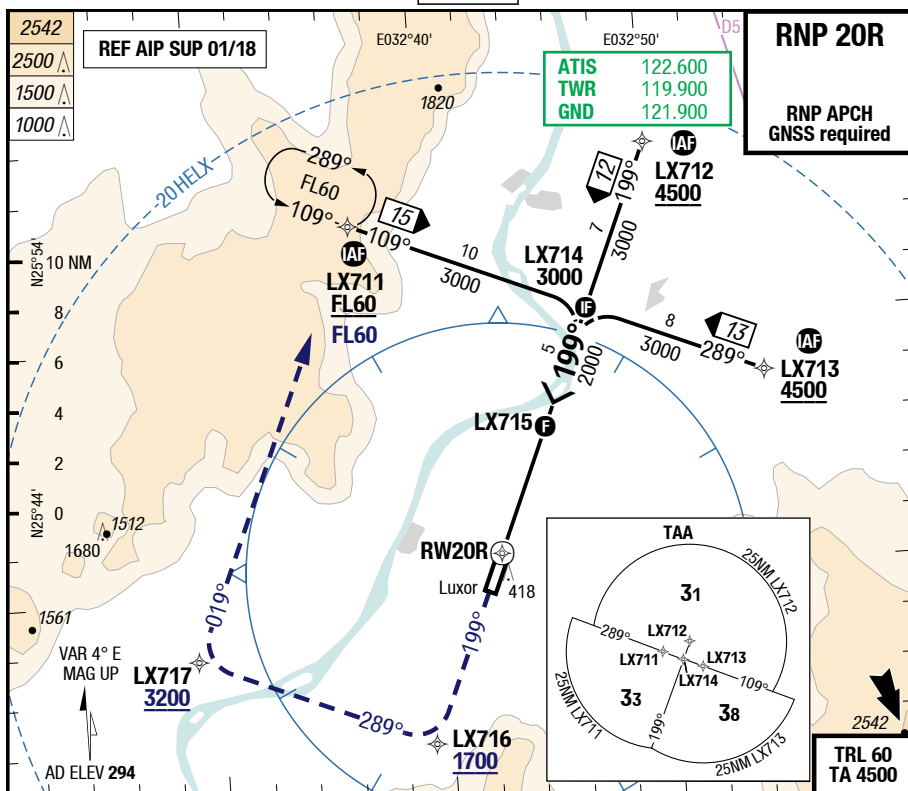 2542
2500
1500
1000
REF AIP SUP 01/18
E032°40'
E032°50'
D5
RNP 20R
RNP APCH
GNSS required
ATIS 122.600
TWR 119.900
GND 121.900
1820
20 HELX
289°
FL60
109°
15
109°
10
3000
IAF
LX711
FL60
FL60
IAF
LX712
4500
12
199°
7
3000
LX714
3000
IF
8
3000
13
289°
IAF
LX713
4500
5
199°
2000
LX715
F
N25°54'
10 NM
8
6
4
2
0
N25°44'
1512
1680
1561
RW20R
Luxor
418
199°
019°
289°
LX717
3200
LX716
1700
VAR 4° E
MAG UP
AD ELEV 294
TAA
25NM LX712
31
289°
LX712
LX711
LX713
LX714
109°
33
38
199°
25NM LX711
25NM LX713
2542
TRL 60
TA 4500